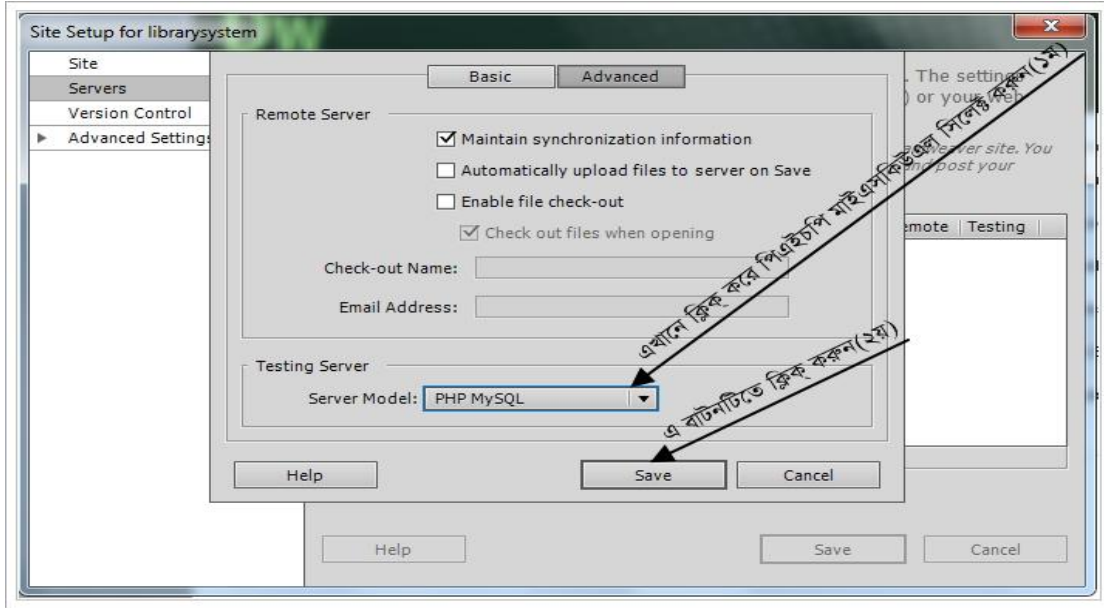 Site Setup for librarysystem
Site
Servers
Version Control
Advanced Settings
Basic
Advanced
Remote Server
Maintain synchronization information
Automatically upload files to server on Save
Enable file check-out
Check out files when opening
Check-out Name:
Email Address:
Testing Server
Server Model: PHP MySQL
Help
Save
Cancel
. The setting
) or your web
eaver site. You
and post your
emote
Testing
এখানে ক্লিক্ করে পিএইচপি মাইএসকিউএল সিলেক্ট করুন(১ম)
এ বাটনটিতে ক্লিক্ করুন(২য়)
Help
Save
Cancel